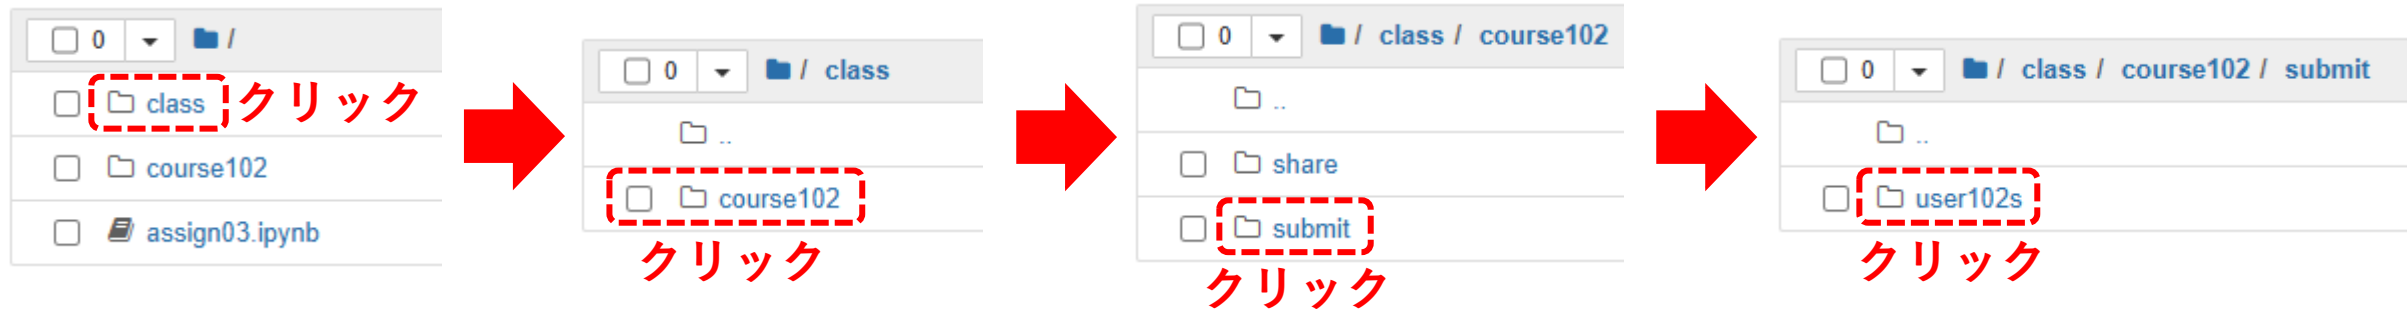 0 /
class クリック
course102
assign03.ipynb
0 / class
..
course102
クリック
0 / class / course102
..
share
submit
クリック
0 / class / course102 / submit
..
user102s
クリック